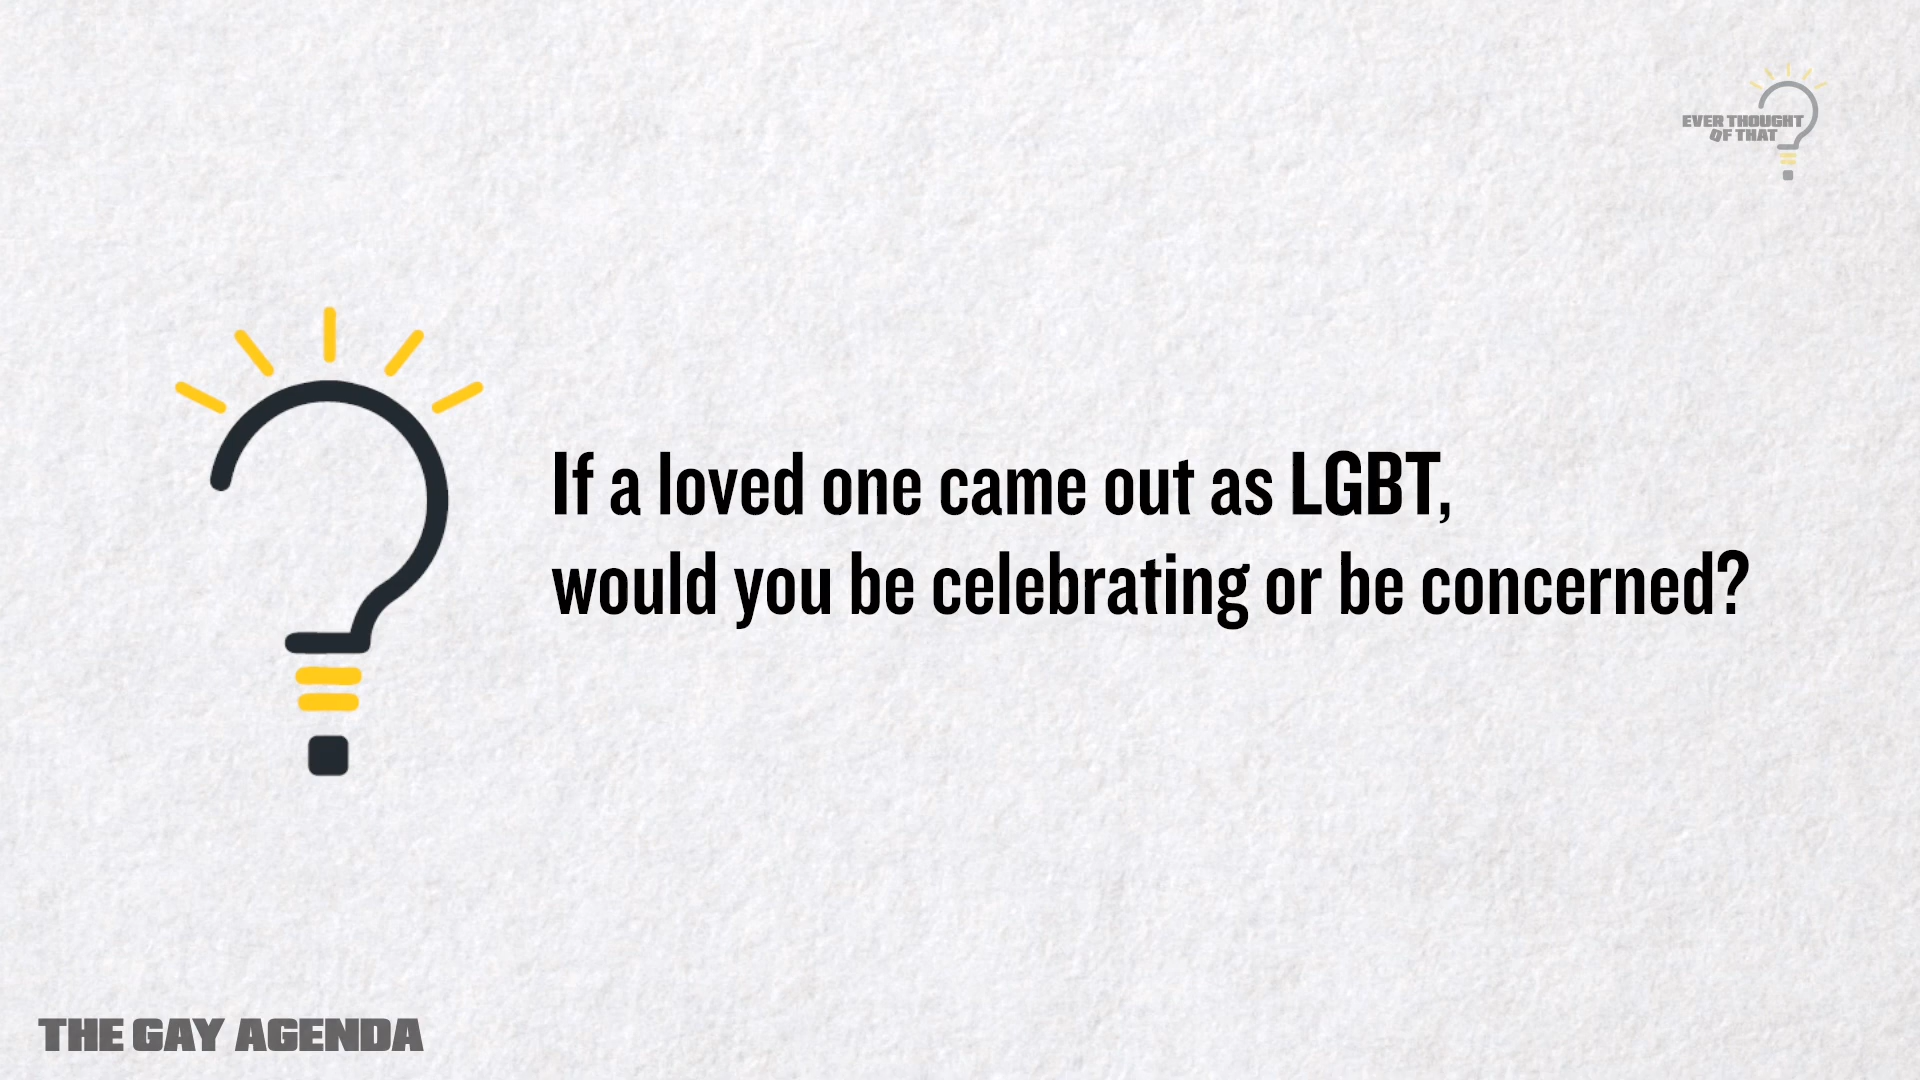 EVER THOUGHT
OF THAT
If a loved one came out as LGBT,
would you be celebrating or be concerned?
THE GAY AGENDA